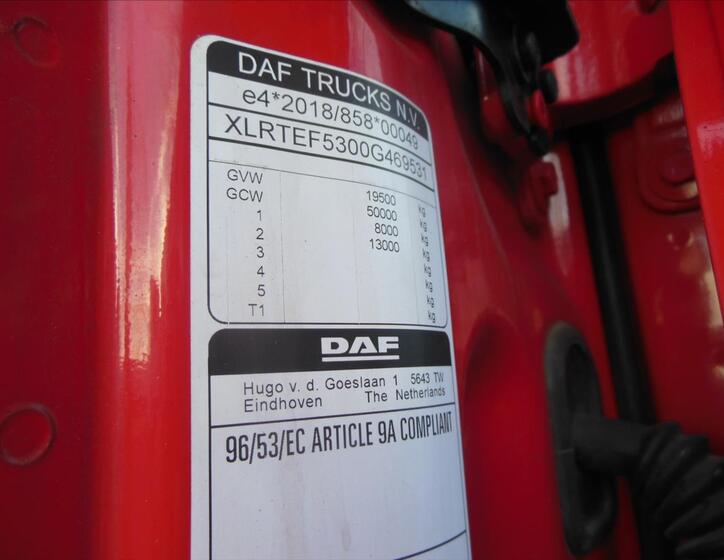 DAF TRUCKS N.V.
e4*2018/858*00049
XLRTEF5300G469531
GVW 19500 kg
GCW 50000 kg
1 8000 kg
2 13000 kg
3 kg
4 kg
5 kg
T1 kg
DAF
Hugo v. d. Goeslaan 1 5643 TW
Eindhoven The Netherlands
96/53/EC ARTICLE 9A COMPLIANT